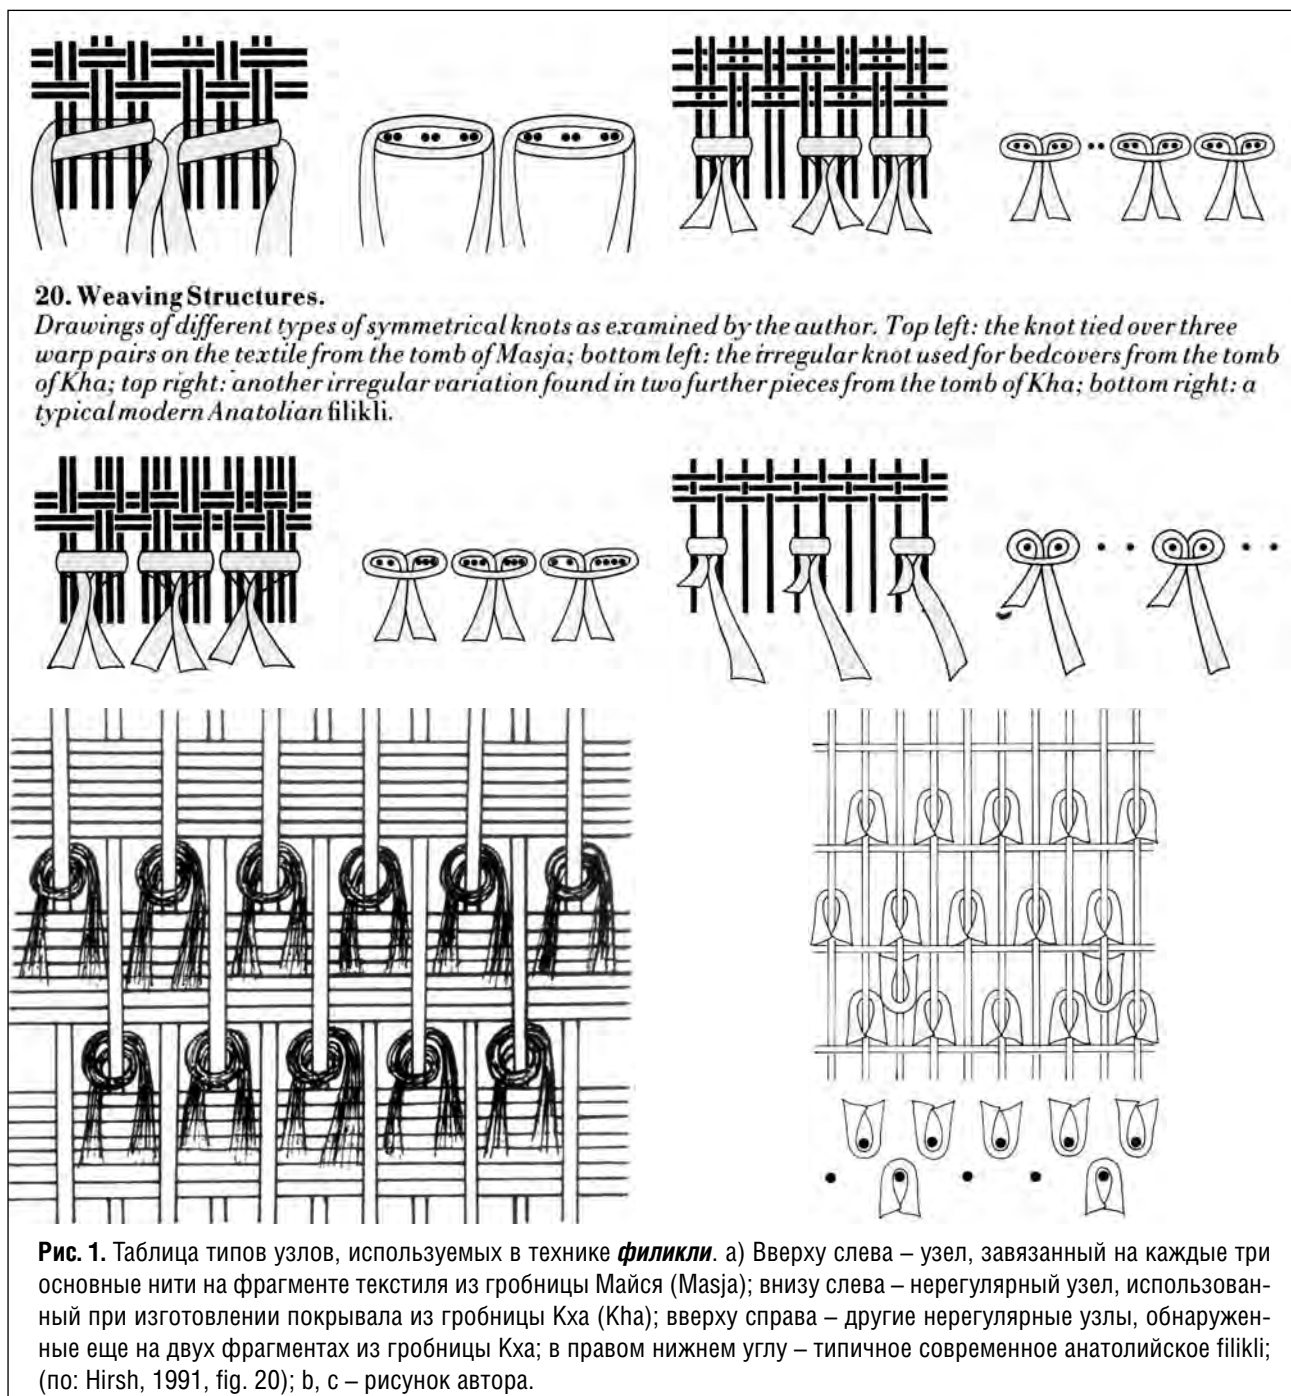 20. Weaving Structures.
Drawings of different types of symmetrical knots as examined by the author. Top left: the knot tied over three
warp pairs on the textile from the tomb of Masja; bottom left: the irregular knot used for bedcovers from the tomb
of Kha; top right: another irregular variation found in two further pieces from the tomb of Kha; bottom right: a
typical modern Anatolian filikli.
Рис. 1. Таблица типов узлов, используемых в технике филикли. а) Вверху слева – узел, завязанный на каждые три
основные нити на фрагменте текстиля из гробницы Майся (Masja); внизу слева – нерегулярный узел, использован-
ный при изготовлении покрывала из гробницы Кха (Kha); вверху справа – другие нерегулярные узлы, обнаружен-
ные еще на двух фрагментах из гробницы Кха; в правом нижнем углу – типичное современное анатолийское filikli;
(по: Hirsh, 1991, fig. 20); b, c – рисунок автора.